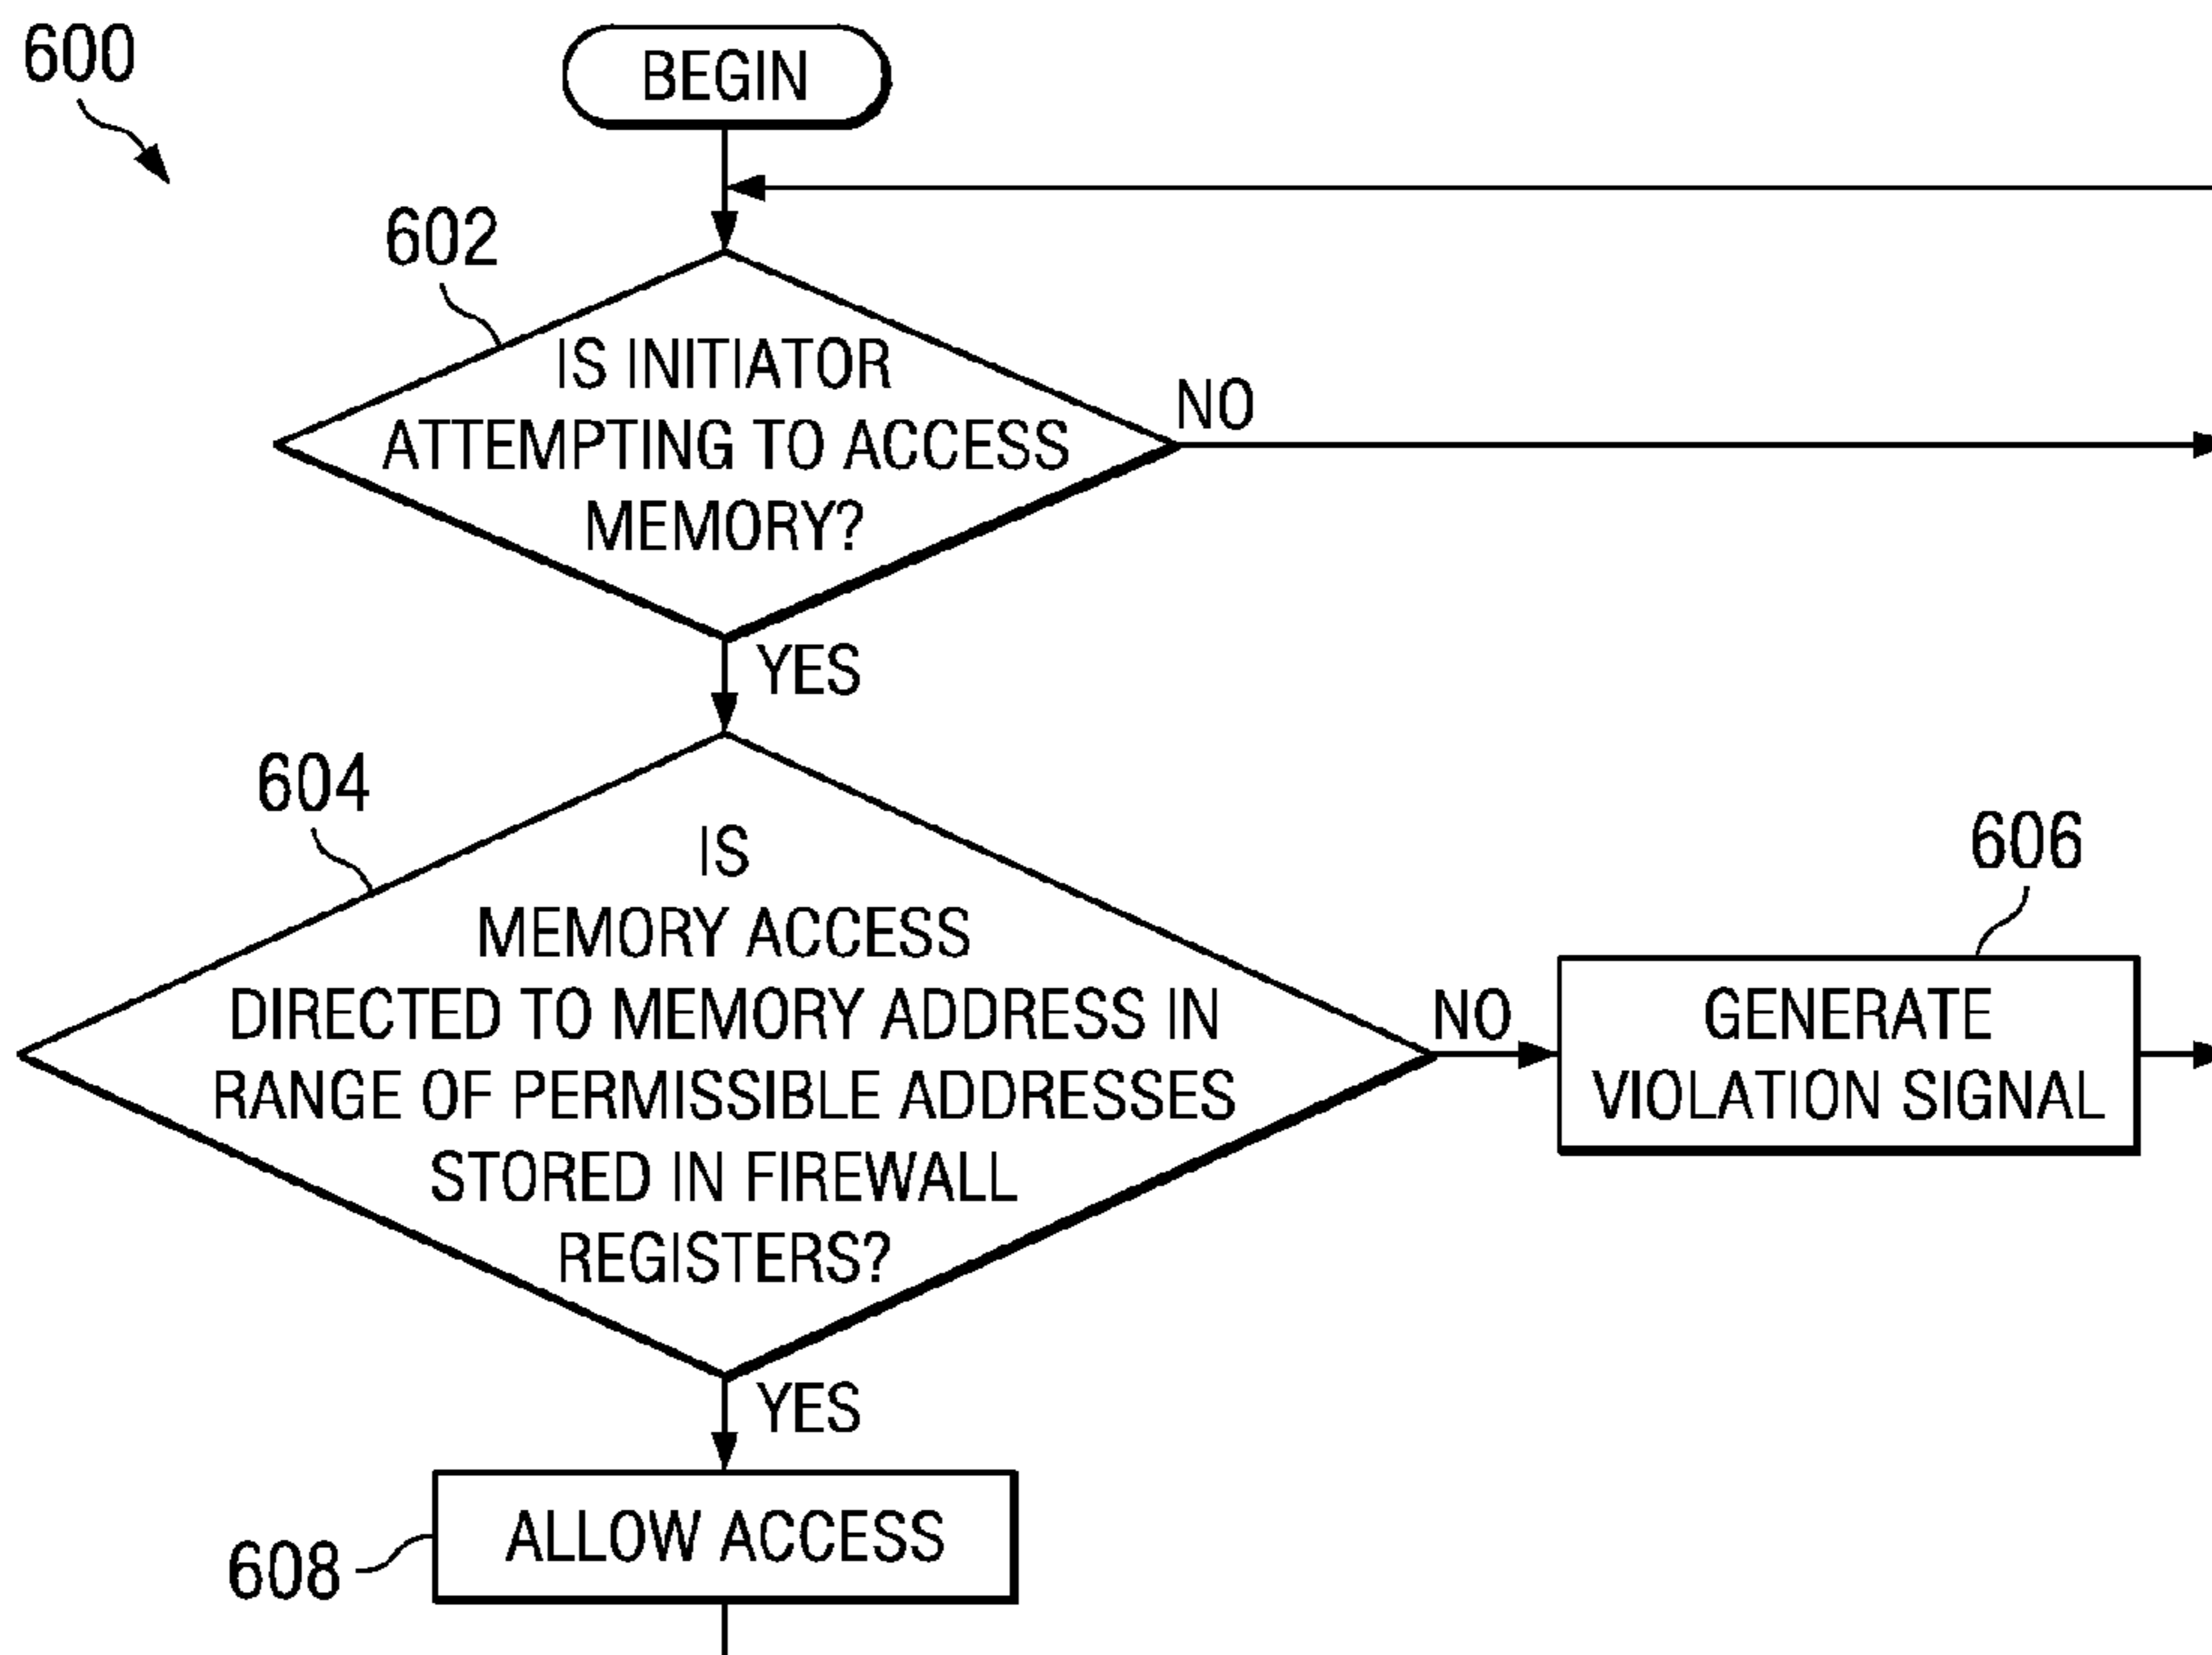 600
BEGIN
602
IS INITIATOR
ATTEMPTING TO ACCESS
MEMORY?
NO
YES
604
IS
MEMORY ACCESS
DIRECTED TO MEMORY ADDRESS IN
RANGE OF PERMISSIBLE ADDRESSES
STORED IN FIREWALL
REGISTERS?
NO
606
GENERATE
VIOLATION SIGNAL
YES
ALLOW ACCESS
608